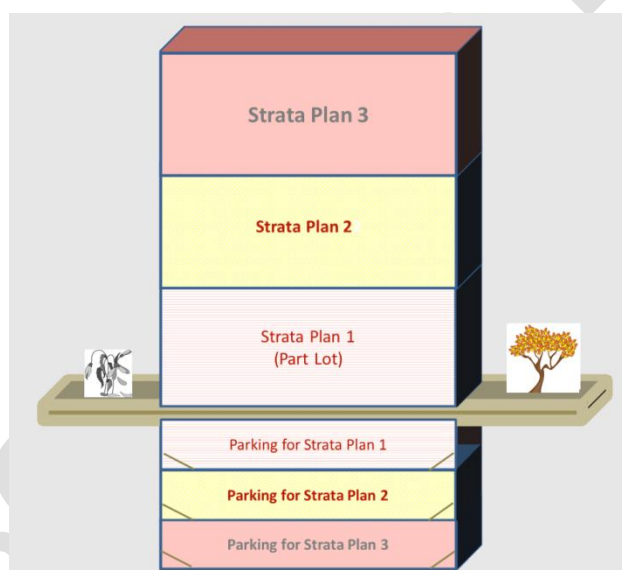 Strata Plan 3
Strata Plan 2
Strata Plan 1
(Part Lot)
Parking for Strata Plan 1
Parking for Strata Plan 2
Parking for Strata Plan 3